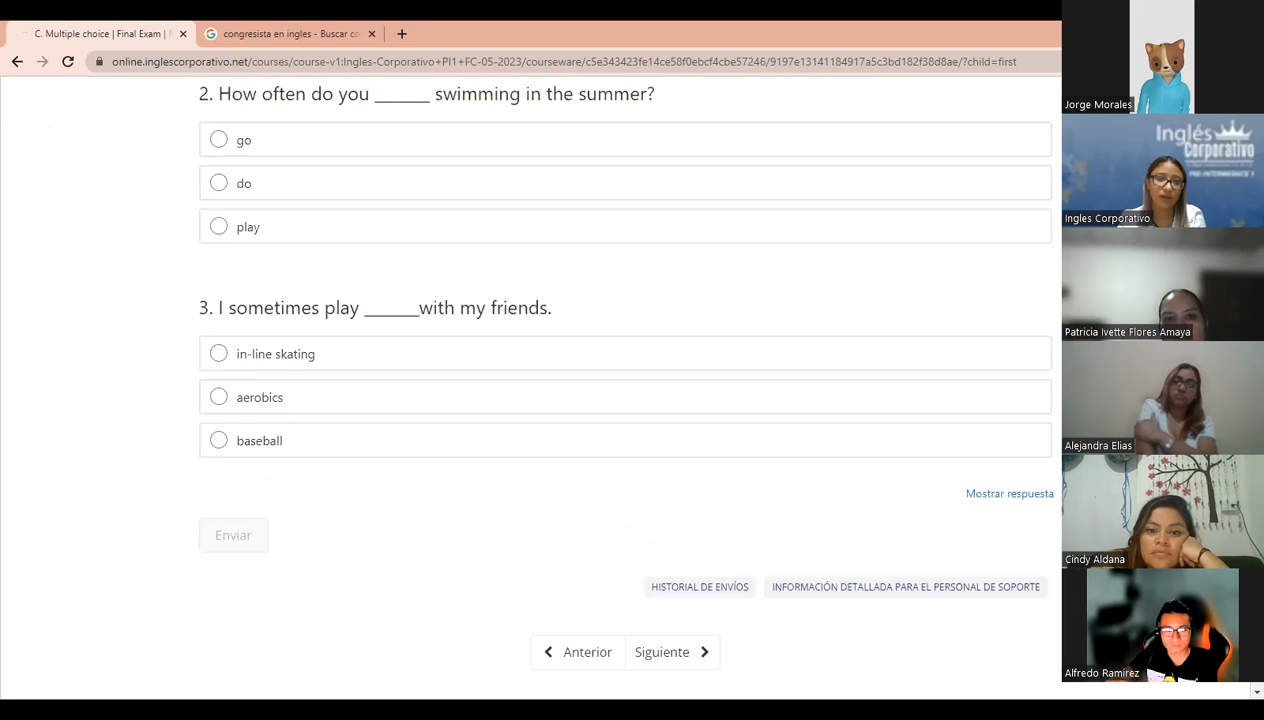 C. Multiple choice | Final Exam |
congresista en ingles - Buscar co
online.inglescorporativo.net/courses/course-v1:Ingles-Corporativo+PI1+FC-05-2023/courseware/c5e343423fe14ce58f0ebcf4cbe57246/9197e13141184917a5c3bd182f38d8ae/?child=first
2. How often do you ______ swimming in the summer?
go
do
play
3. I sometimes play ______with my friends.
in-line skating
aerobics
baseball
Mostrar respuesta
Enviar
HISTORIAL DE ENVÍOS
INFORMACIÓN DETALLADA PARA EL PERSONAL DE SOPORTE
Anterior
Siguiente
Jorge Morales
Inglés
Corporativo
PRE-INTERMEDIATE 1
Ingles Corporativo
Patricia Ivette Flores Amaya
Alejandra Elias
Cindy Aldana
Alfredo Ramirez